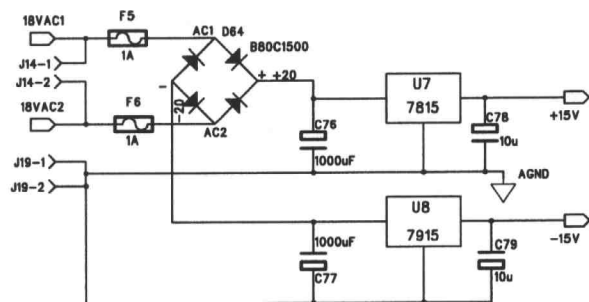 18VAC1
F5
1A
J14-1
J14-2
18VAC2
F6
1A
J19-1
J19-2
AC1
D64
B80C1500
-
+ +20
-20
AC2
C76
1000uF
U7
7815
C78
10u
+15V
AGND
1000uF
C77
U8
7915
C79
10u
-15V